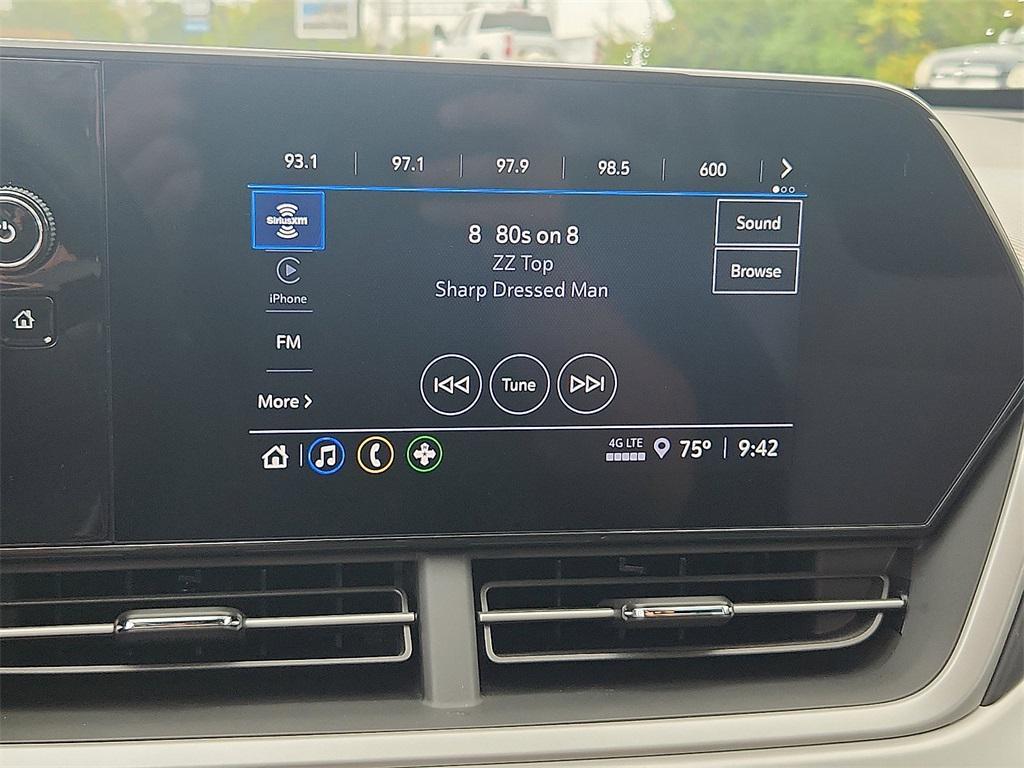 93.1 97.1 97.9 98.5 600
SiriusXM
8 80s on 8
ZZ Top
Sharp Dressed Man
Sound
Browse
iPhone
FM
More
Tune
4G LTE 75° 9:42